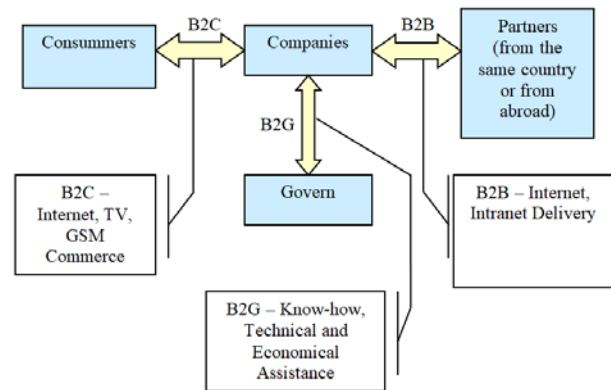 B2C
B2B
Consummers
Companies
Partners
(from the
same country
or from
abroad)
B2G
Govern
B2C –
Internet, TV,
GSM
Commerce
B2B – Internet,
Intranet Delivery
B2G – Know-how,
Technical and
Economical
Assistance